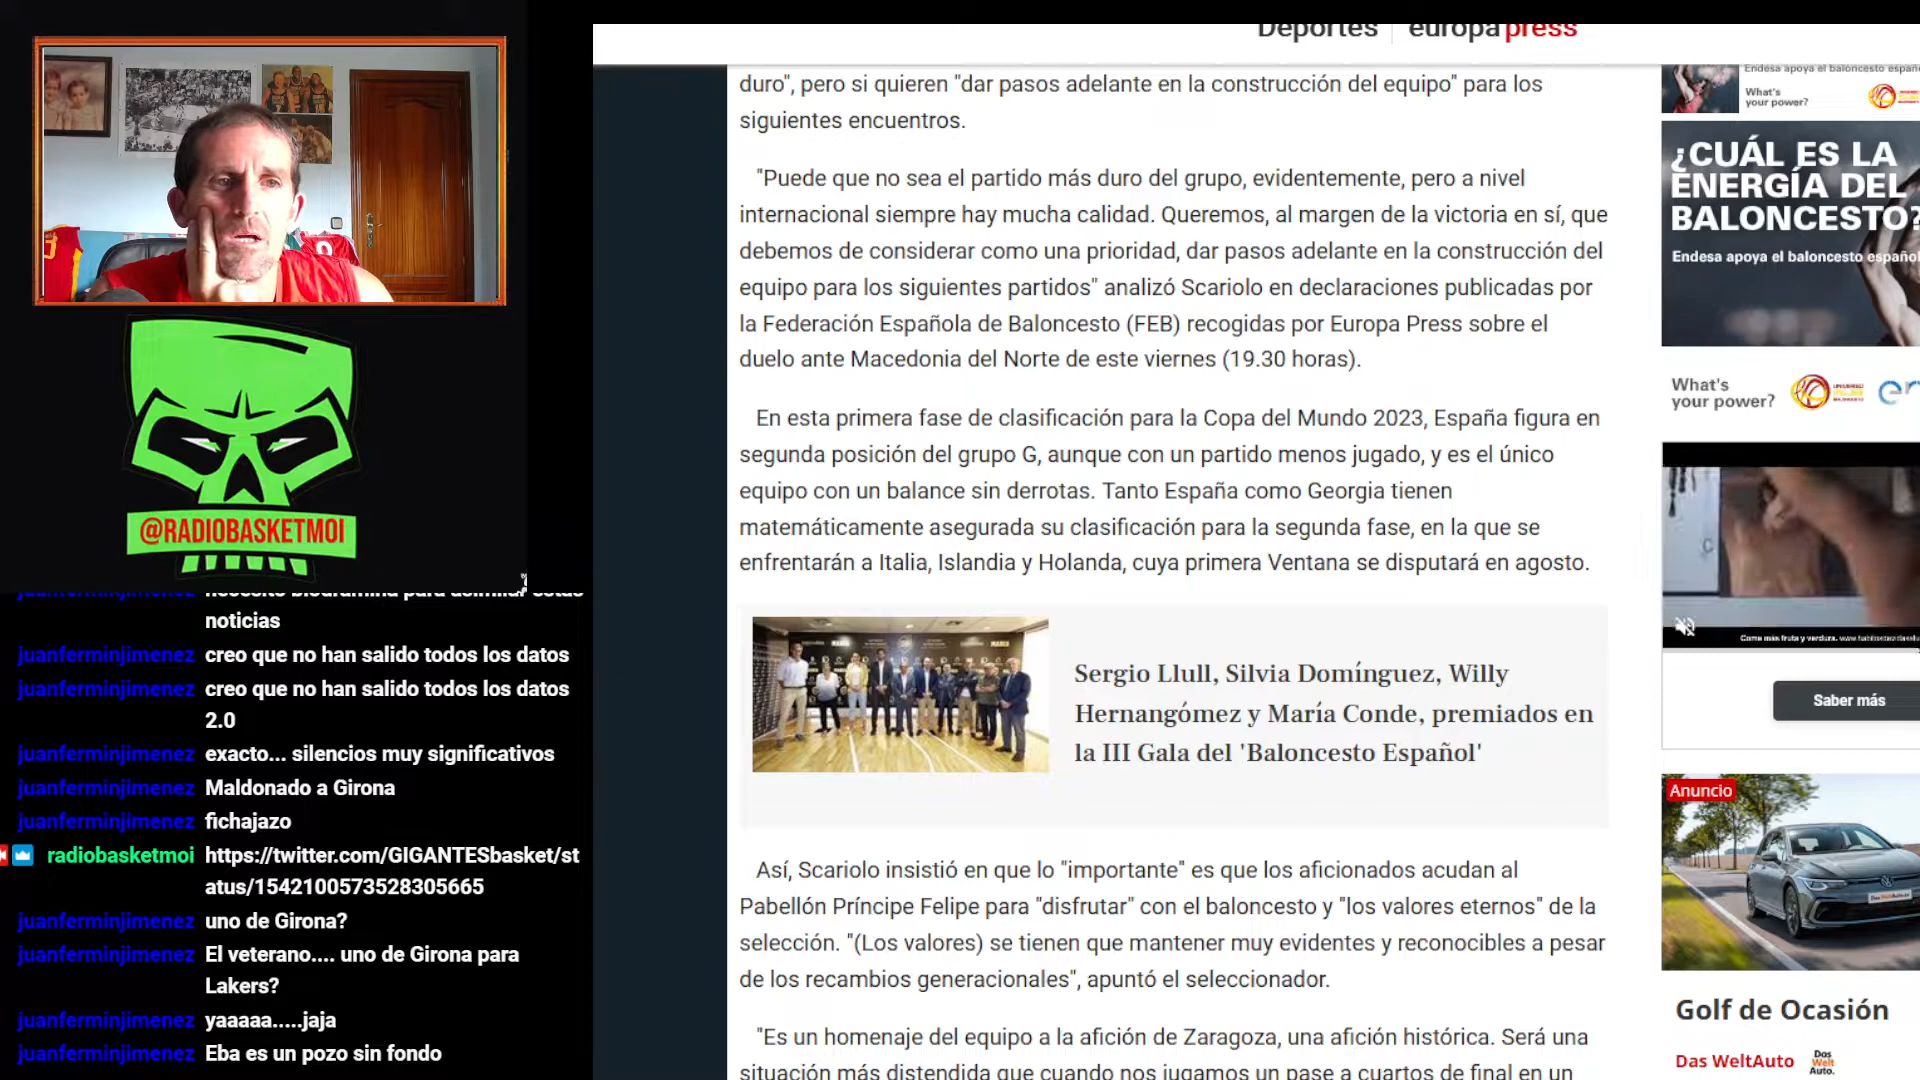 Deportes europa press
duro", pero si quieren "dar pasos adelante en la construcción del equipo" para los
siguientes encuentros.
"Puede que no sea el partido más duro del grupo, evidentemente, pero a nivel
internacional siempre hay mucha calidad. Queremos, al margen de la victoria en sí, que
debemos de considerar como una prioridad, dar pasos adelante en la construcción del
equipo para los siguientes partidos" analizó Scariolo en declaraciones publicadas por
la Federación Española de Baloncesto (FEB) recogidas por Europa Press sobre el
duelo ante Macedonia del Norte de este viernes (19.30 horas).
En esta primera fase de clasificación para la Copa del Mundo 2023, España figura en
segunda posición del grupo G, aunque con un partido menos jugado, y es el único
equipo con un balance sin derrotas. Tanto España como Georgia tienen
matemáticamente asegurada su clasificación para la segunda fase, en la que se
enfrentarán a Italia, Islandia y Holanda, cuya primera Ventana se disputará en agosto.
Sergio Llull, Silvia Domínguez, Willy
Hernangómez y María Conde, premiados en
la III Gala del 'Baloncesto Español'
Así, Scariolo insistió en que lo "importante" es que los aficionados acudan al
Pabellón Príncipe Felipe para "disfrutar" con el baloncesto y "los valores eternos" de la
selección. "(Los valores) se tienen que mantener muy evidentes y reconocibles a pesar
de los recambios generacionales", apuntó el seleccionador.
"Es un homenaje del equipo a la afición de Zaragoza, una afición histórica. Será una
situación más distendida que cuando nos jugamos un pase a cuartos de final en un
Endesa apoya el baloncesto españo
What's
your power?
¿CUÁL ES LA
ENERGÍA DEL
BALONCESTO?
Endesa apoya el baloncesto español
What's
your power?
Come más fruta y verdura.
Saber más
Anuncio
Golf de Ocasión
Das WeltAuto
Das
Welt
Auto.
@RADIOBASKETMOI
juanferminjimenez necesito biodramina para asimilar estas
noticias
juanferminjimenez creo que no han salido todos los datos
juanferminjimenez creo que no han salido todos los datos
2.0
juanferminjimenez exacto... silencios muy significativos
juanferminjimenez Maldonado a Girona
juanferminjimenez fichajazo
radiobasketmoi https://twitter.com/GIGANTESbasket/st
atus/1542100573528305665
juanferminjimenez uno de Girona?
juanferminjimenez El veterano.... uno de Girona para
Lakers?
juanferminjimenez yaaaaa.....jaja
juanferminjimenez Eba es un pozo sin fondo